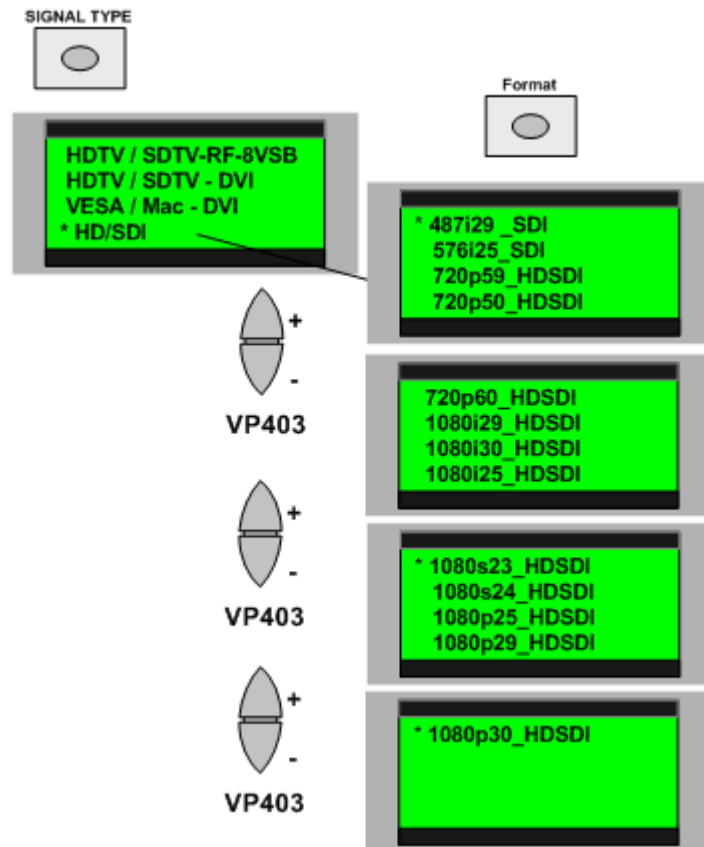 SIGNAL TYPE
HDTV / SDTV-RF-8VSB
HDTV / SDTV - DVI
VESA / Mac - DVI
* HD/SDI
Format
* 487i29 _SDI
576i25_SDI
720p59_HDSDI
720p50_HDSDI
+
-
VP403
720p60_HDSDI
1080i29_HDSDI
1080i30_HDSDI
1080i25_HDSDI
+
-
VP403
* 1080s23_HDSDI
1080s24_HDSDI
1080p25_HDSDI
1080p29_HDSDI
+
-
VP403
* 1080p30_HDSDI